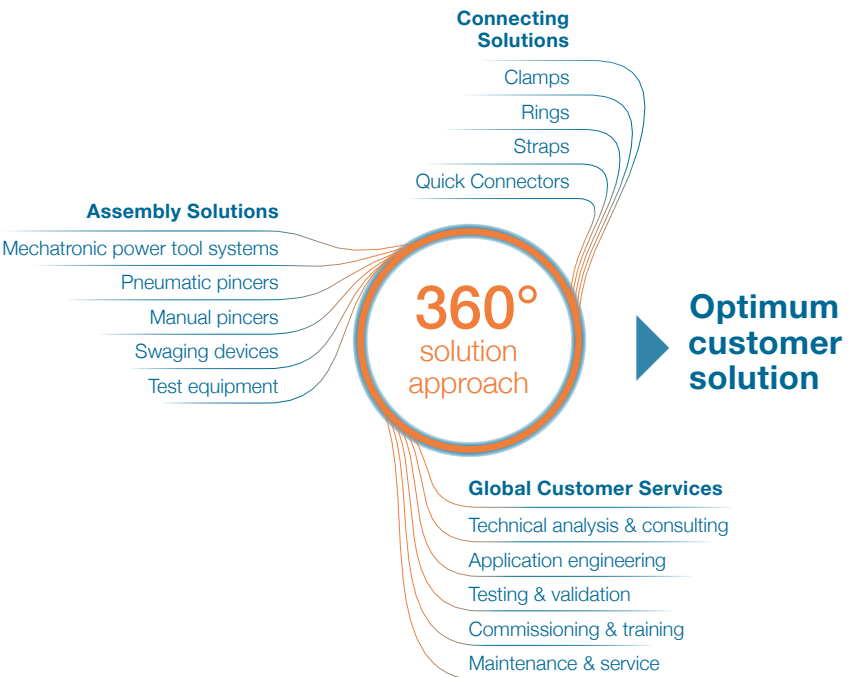 Connecting
Solutions
Clamps
Rings
Straps
Quick Connectors
Assembly Solutions
Mechatronic power tool systems
Pneumatic pincers
Manual pincers
Swaging devices
Test equipment
360°
solution
approach
Optimum
customer
solution
Global Customer Services
Technical analysis & consulting
Application engineering
Testing & validation
Commissioning & training
Maintenance & service